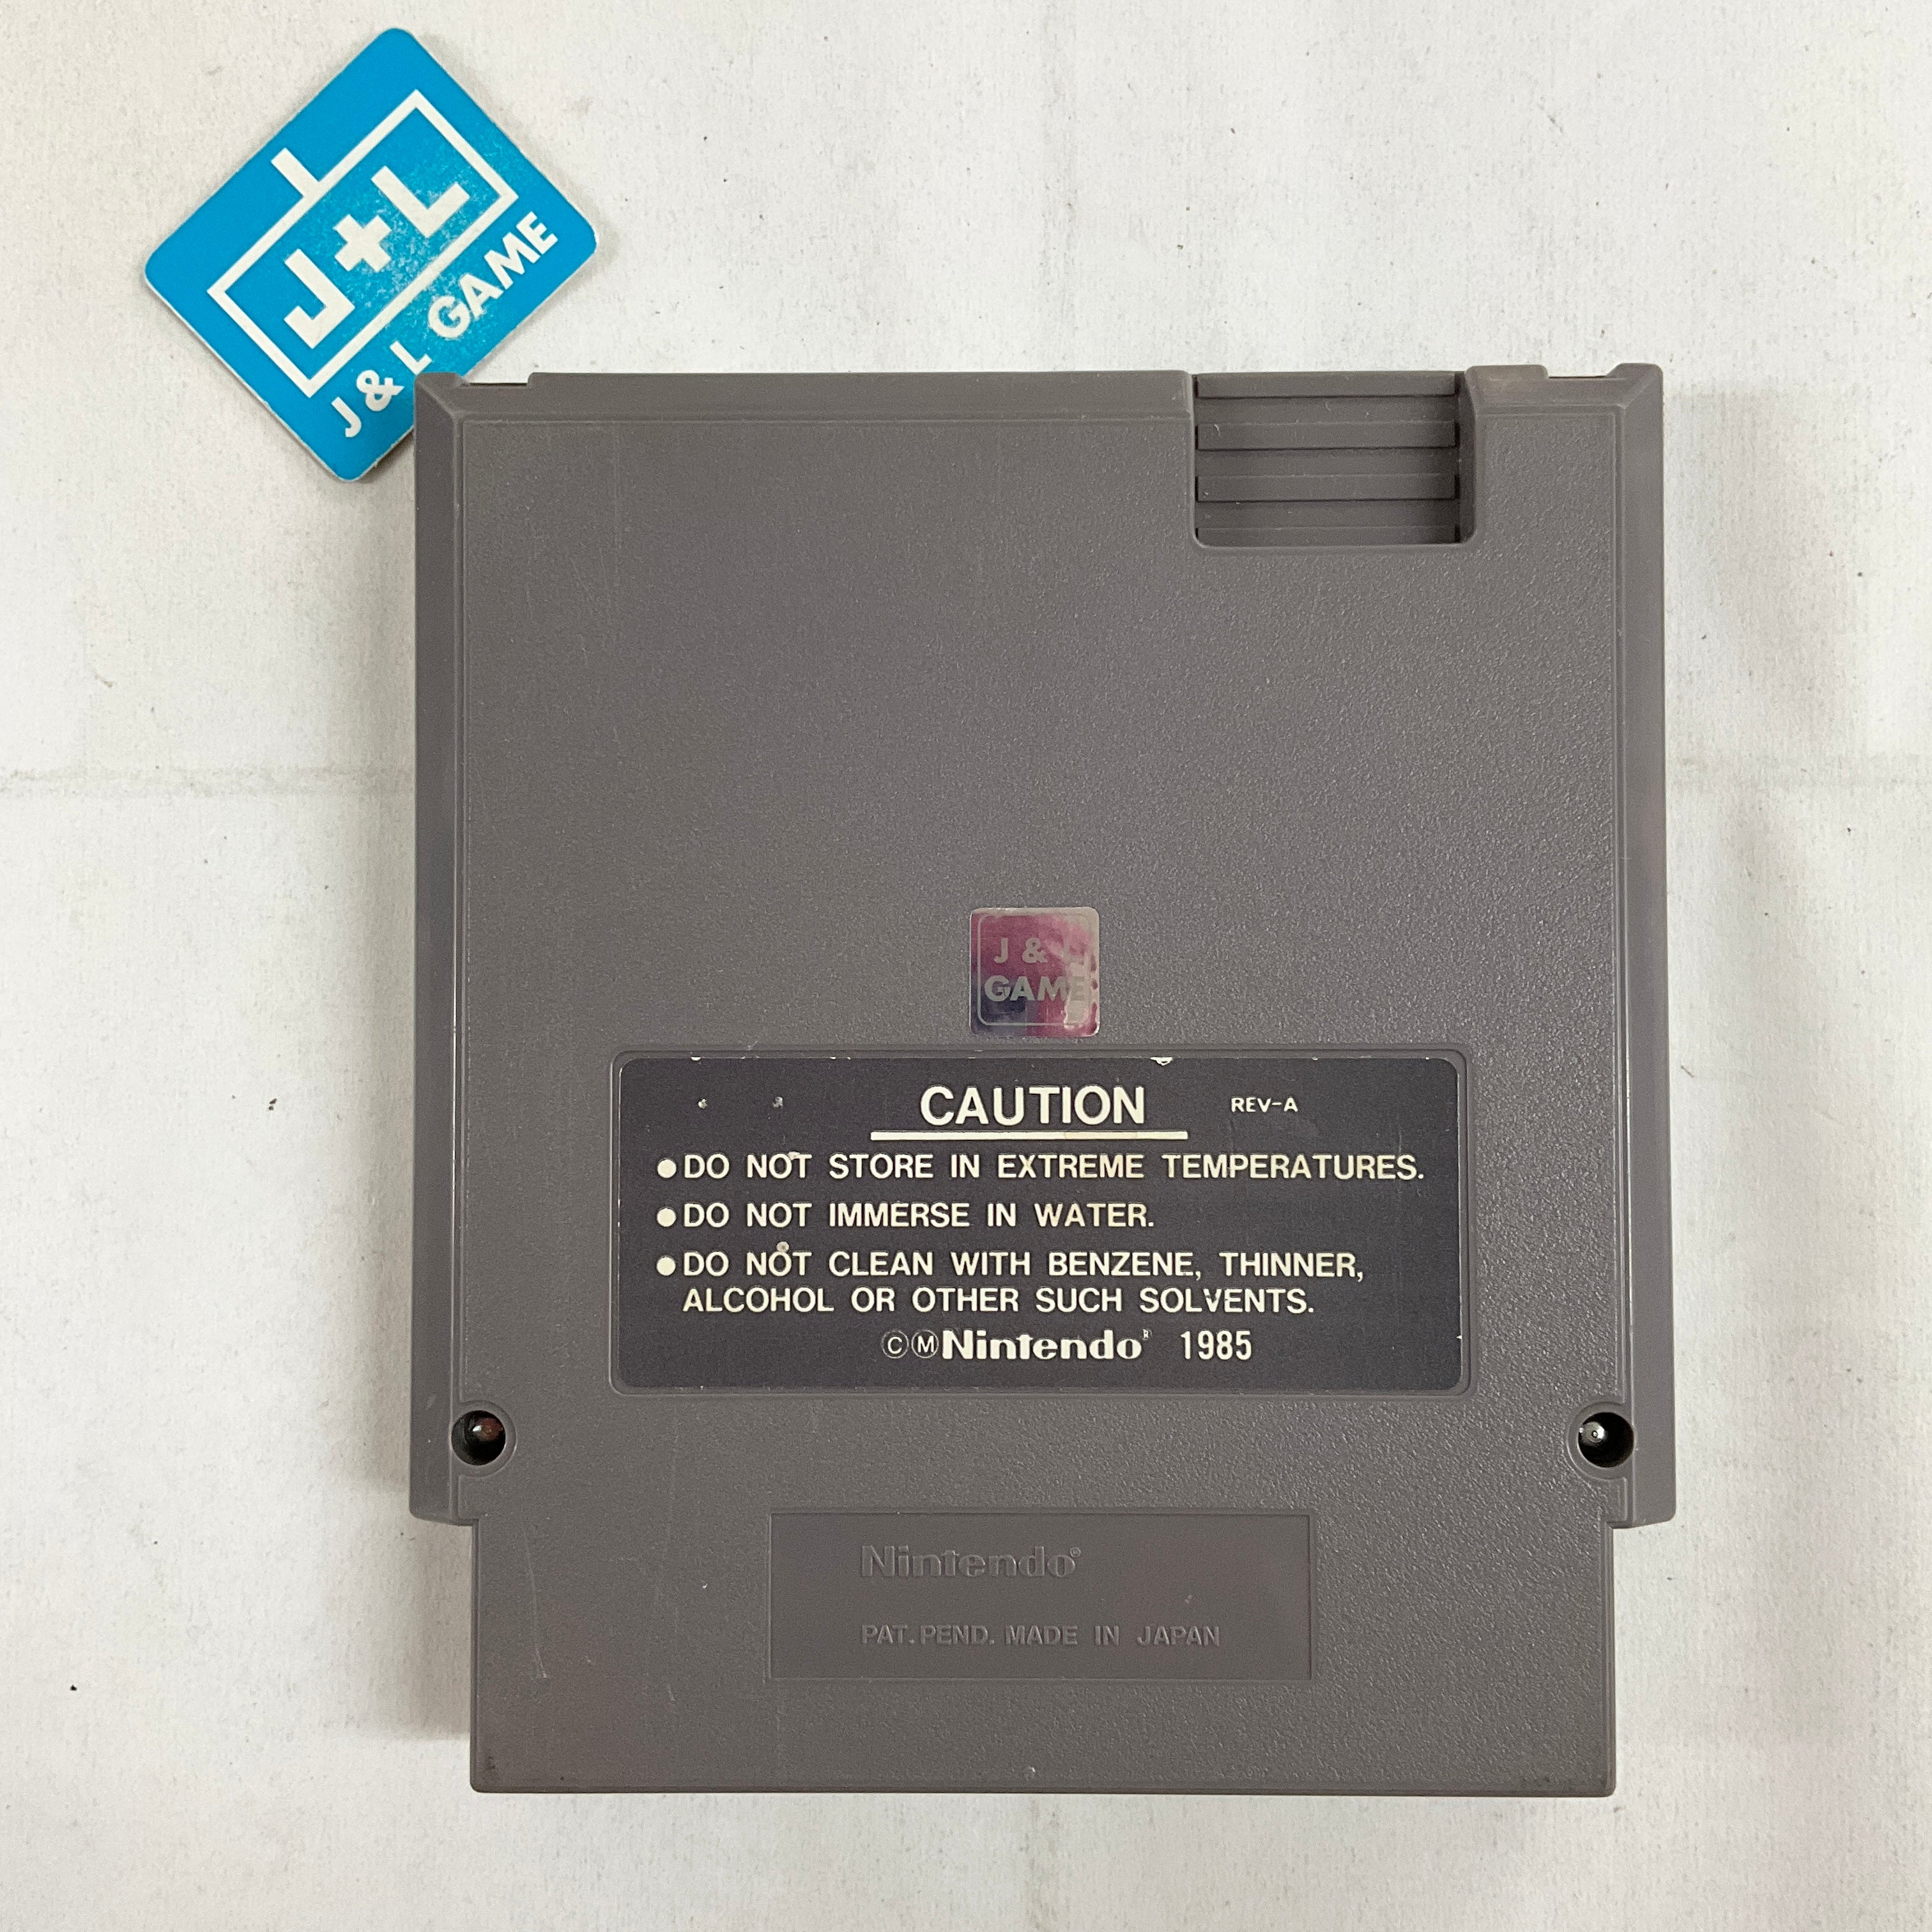 J+L
J & L GAME
J & L
GAME
CAUTION REV-A
●DO NOT STORE IN EXTREME TEMPERATURES.
●DO NOT IMMERSE IN WATER.
●DO NOT CLEAN WITH BENZENE, THINNER,
ALCOHOL OR OTHER SUCH SOLVENTS.
©ⓂNintendo® 1985
Nintendo®
PAT. PEND. MADE IN JAPAN